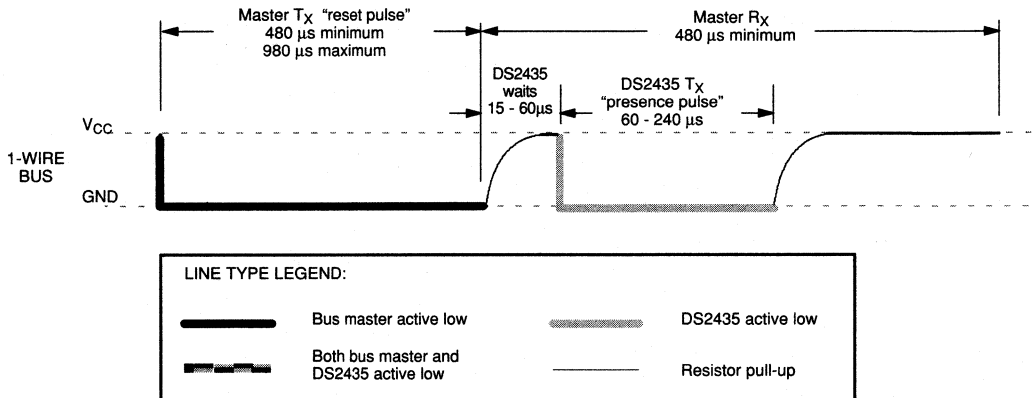 Master TX "reset pulse"
480 µs minimum
980 µs maximum
Master RX
480 µs minimum
DS2435
waits
15 - 60µs
DS2435 TX
"presence pulse"
60 - 240 µs
VCC
1-WIRE
BUS
GND
LINE TYPE LEGEND:
Bus master active low
DS2435 active low
Both bus master and
DS2435 active low
Resistor pull-up